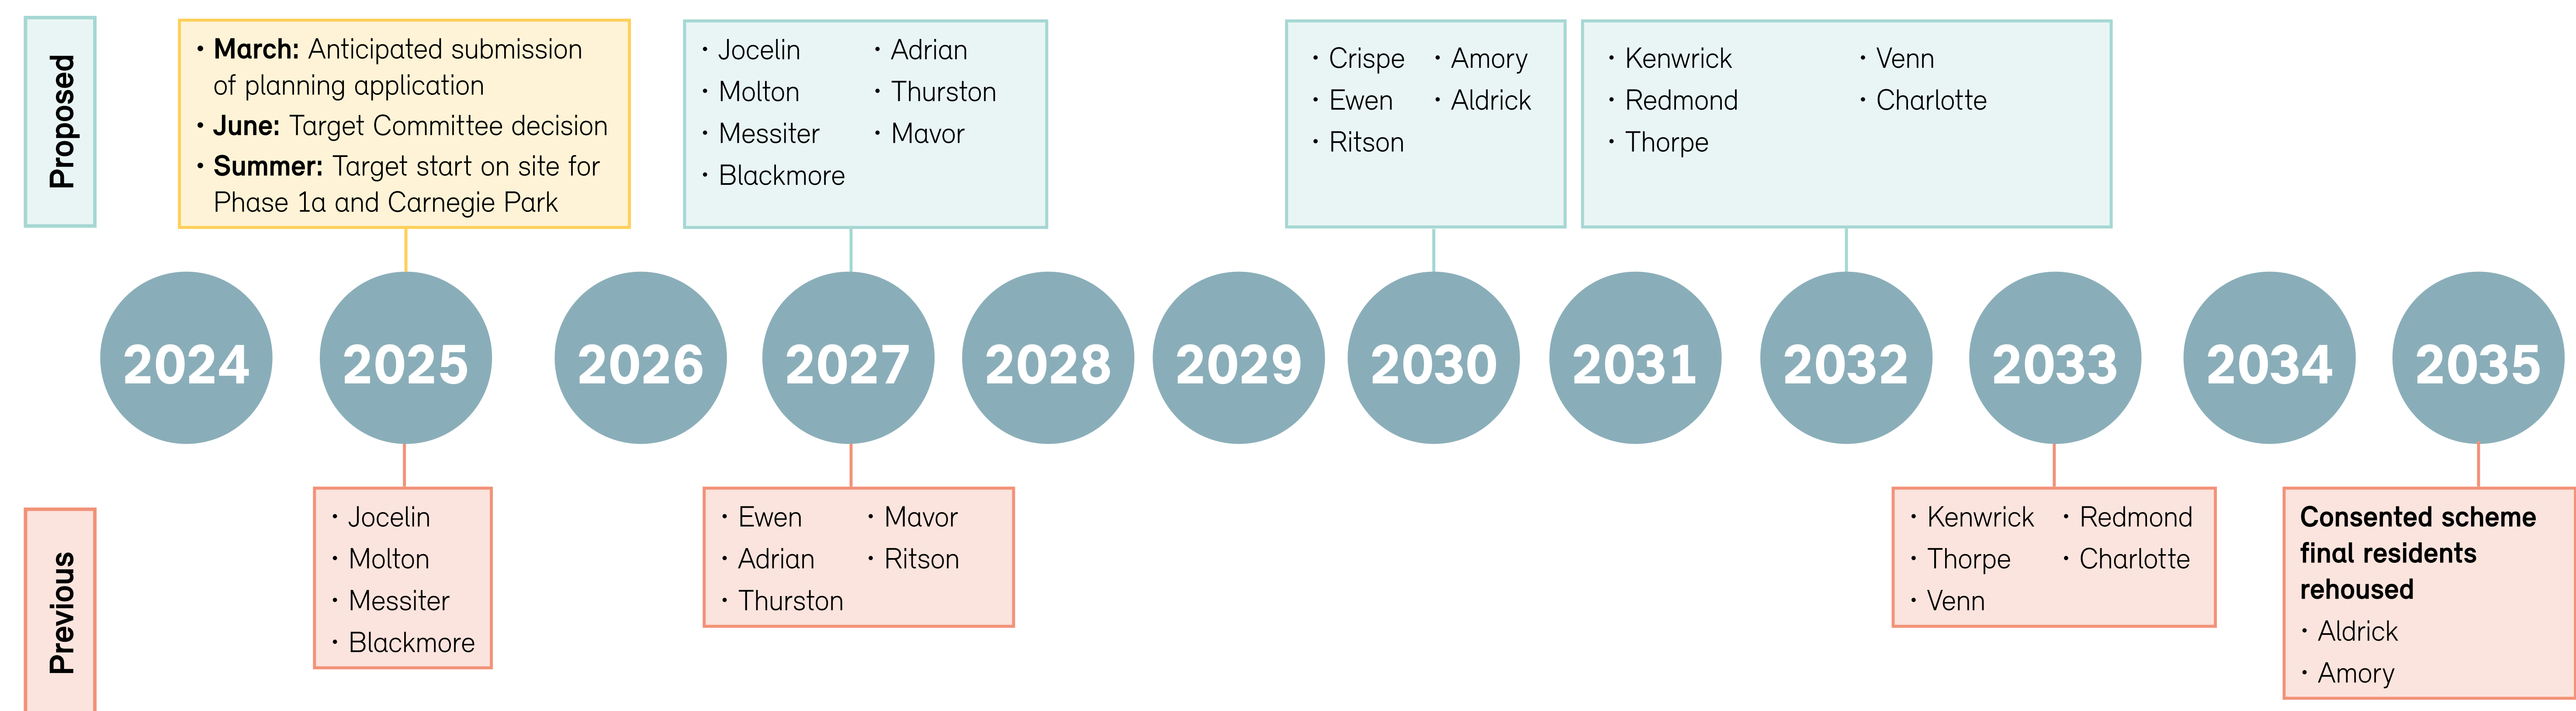 Proposed
• March: Anticipated submission
of planning application
• June: Target Committee decision
• Summer: Target start on site for
Phase 1a and Carnegie Park
• Jocelin
• Molton
• Messiter
• Blackmore
• Adrian
• Thurston
• Mavor
• Crispe
• Ewen
• Ritson
• Amory
• Aldrick
• Kenwrick
• Redmond
• Thorpe
• Venn
• Charlotte
2024
2025
2026
2027
2028
2029
2030
2031
2032
2033
2034
2035
Previous
• Jocelin
• Molton
• Messiter
• Blackmore
• Ewen
• Adrian
• Thurston
• Mavor
• Ritson
• Kenwrick
• Thorpe
• Venn
• Redmond
• Charlotte
Consented scheme
final residents
rehoused
• Aldrick
• Amory